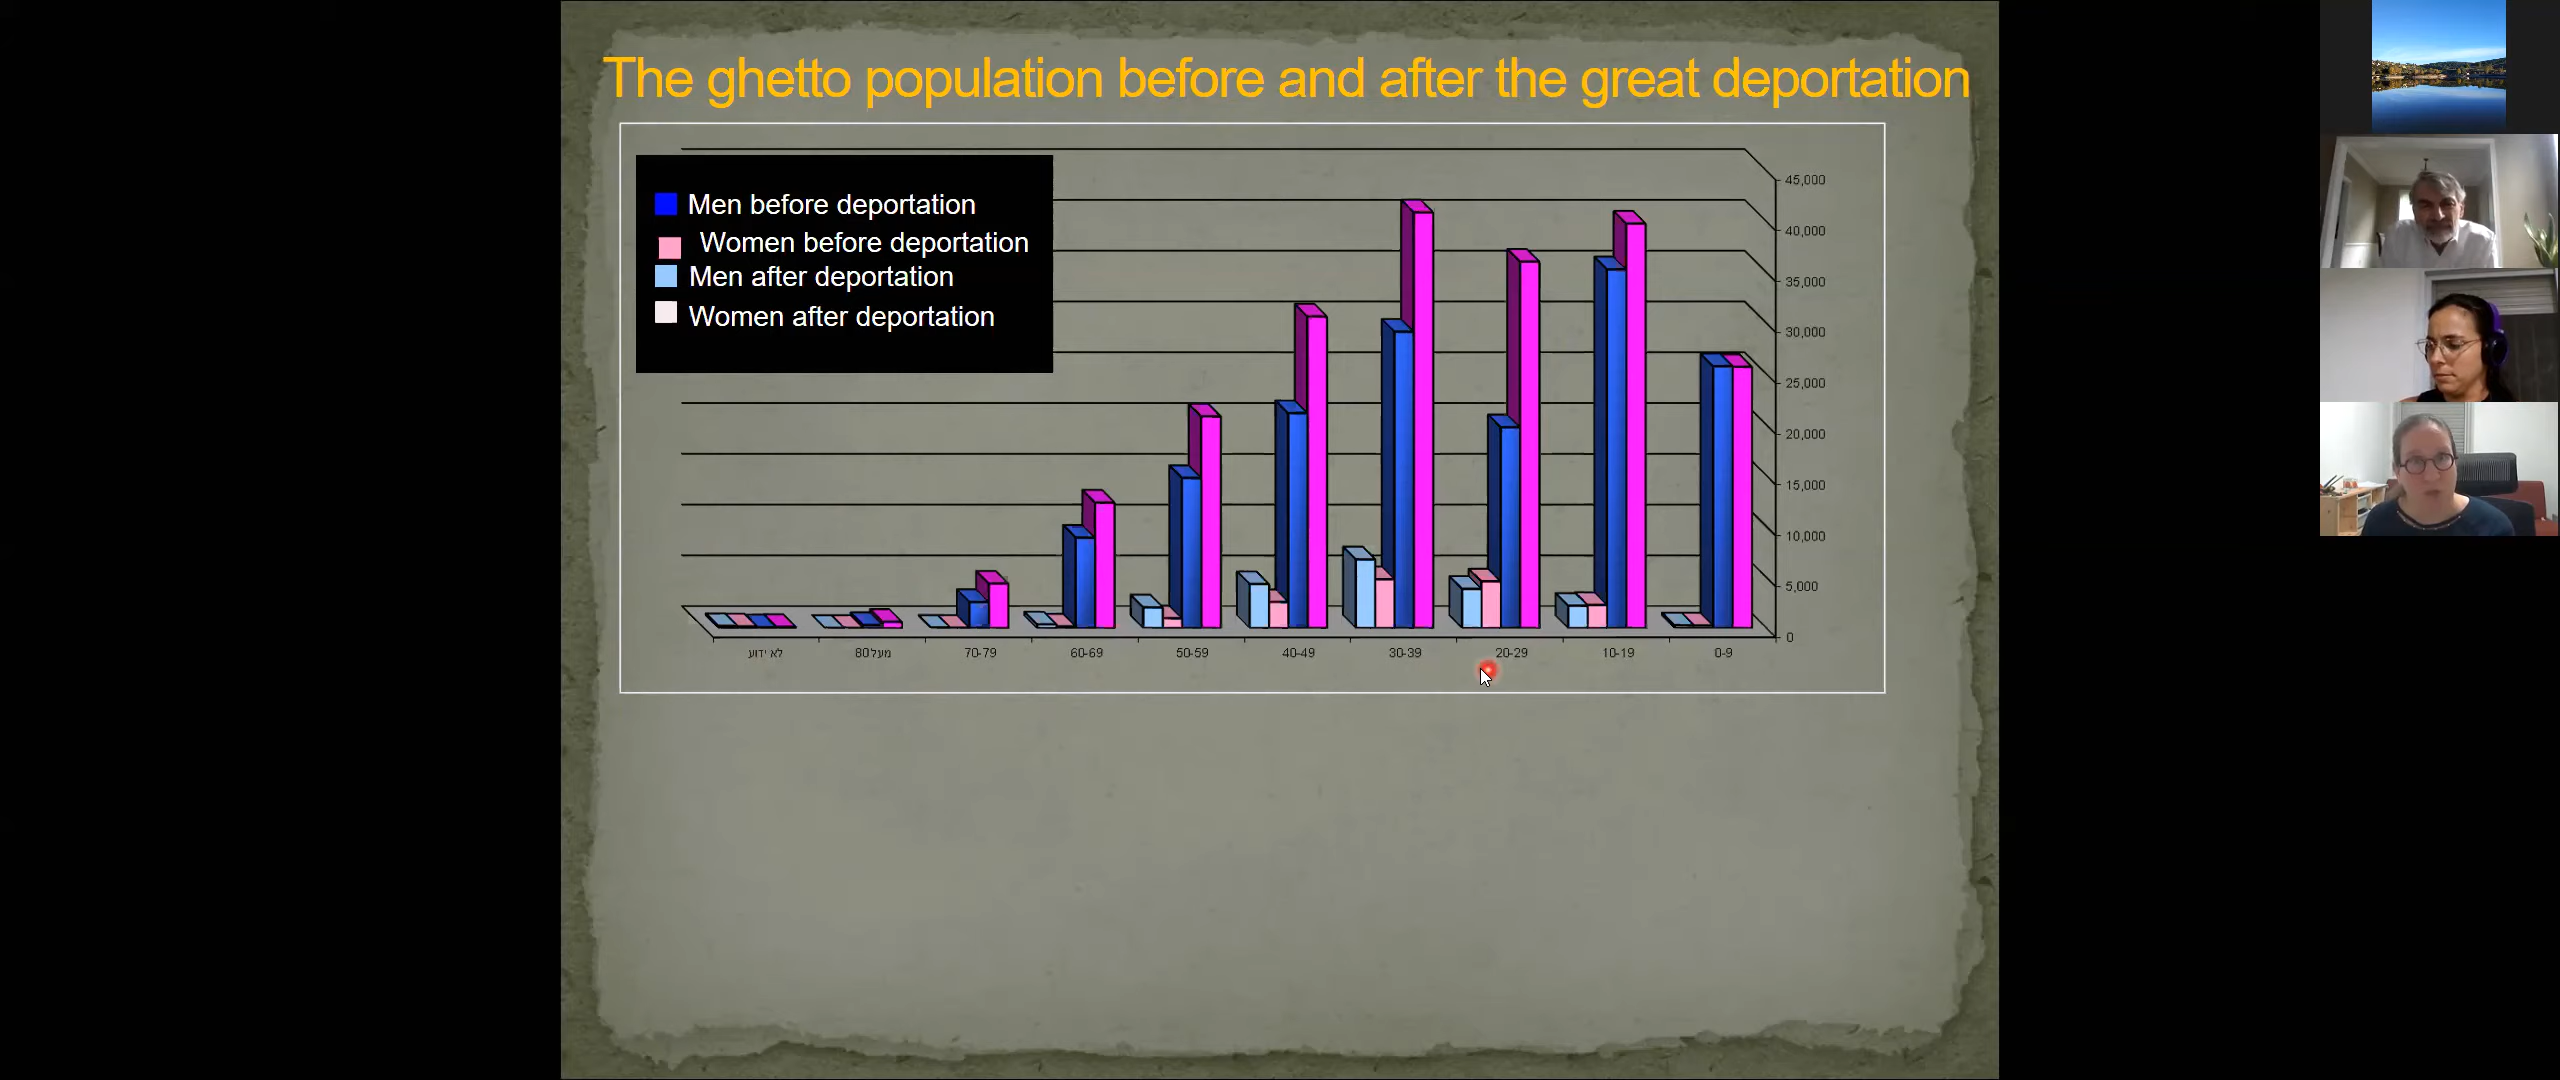 The ghetto population before and after the great deportation
Men before deportation
Women before deportation
Men after deportation
Women after deportation
45,000
40,000
35,000
30,000
25,000
20,000
15,000
10,000
5,000
0
לא ידוע
מעל 80
70-79
60-69
50-59
40-49
30-39
20-29
10-19
0-9